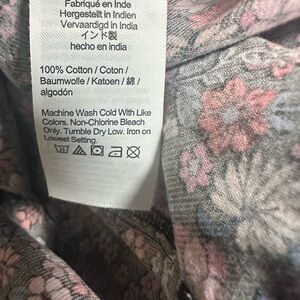 Fabriqué en Inde
Hergestellt in Indien
Vervaardigd in India
インド製
hecho en india
100% Cotton / Coton /
Baumwolle / Katoen / 綿 /
algodón
Machine Wash Cold With Like
Colors. Non-Chlorine Bleach
Only. Tumble Dry Low. Iron on
Lowest Setting.